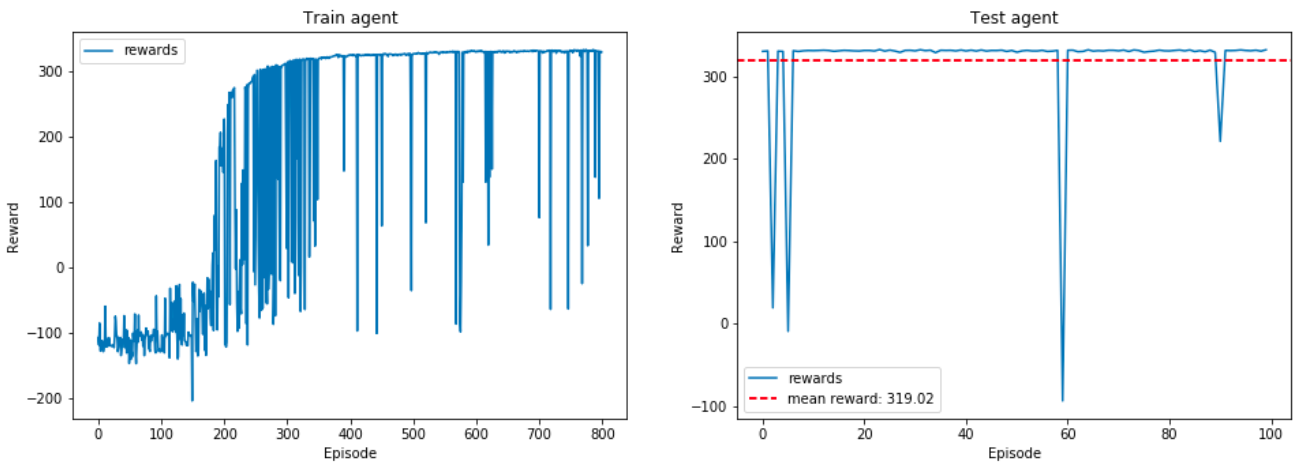 Train agent
rewards
Reward
300
200
100
0
−100
−200
0 100 200 300 400 500 600 700 800
Episode
Test agent
Reward
300
200
100
0
−100
rewards
mean reward: 319.02
0 20 40 60 80 100
Episode